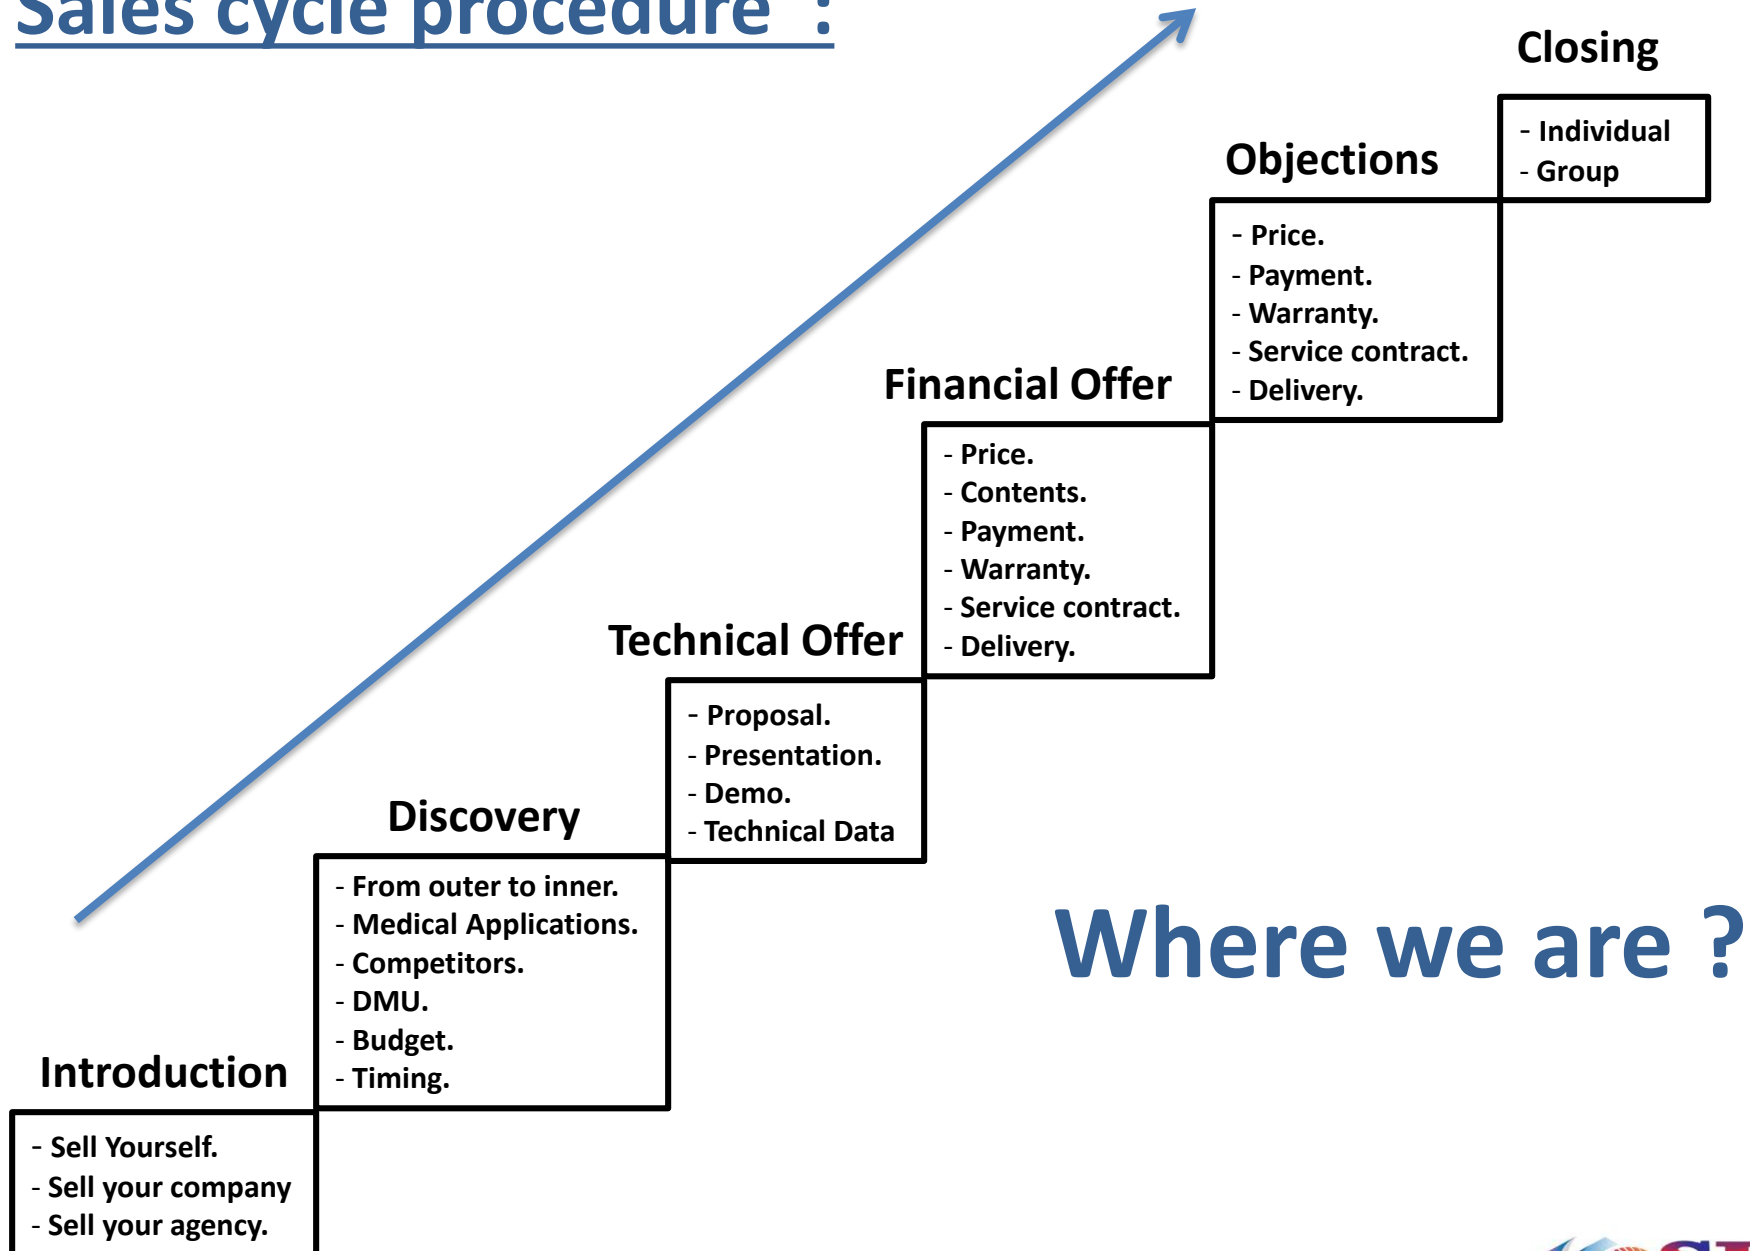 Sales cycle procedure :
Closing
- Individual
- Group
Objections
- Price.
- Payment.
- Warranty.
- Service contract.
- Delivery.
Financial Offer
- Price.
- Contents.
- Payment.
- Warranty.
- Service contract.
- Delivery.
Technical Offer
- Proposal.
- Presentation.
- Demo.
- Technical Data
Discovery
- From outer to inner.
- Medical Applications.
- Competitors.
- DMU.
- Budget.
- Timing.
Introduction
- Sell Yourself.
- Sell your company
- Sell your agency.
Where we are ?